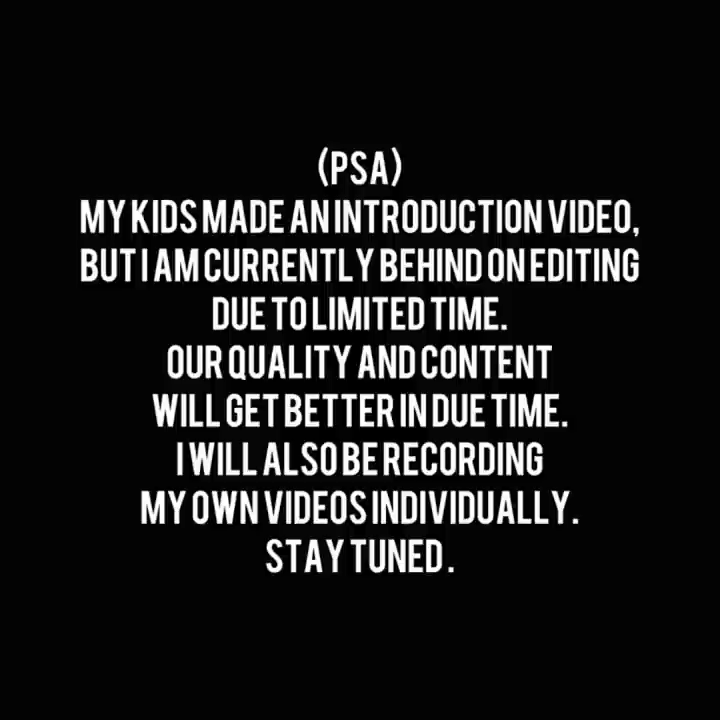 (PSA)
MY KIDS MADE AN INTRODUCTION VIDEO,
BUT I AM CURRENTLY BEHIND ON EDITING
DUE TO LIMITED TIME.
OUR QUALITY AND CONTENT
WILL GET BETTER IN DUE TIME.
I WILL ALSO BE RECORDING
MY OWN VIDEOS INDIVIDUALLY.
STAY TUNED.